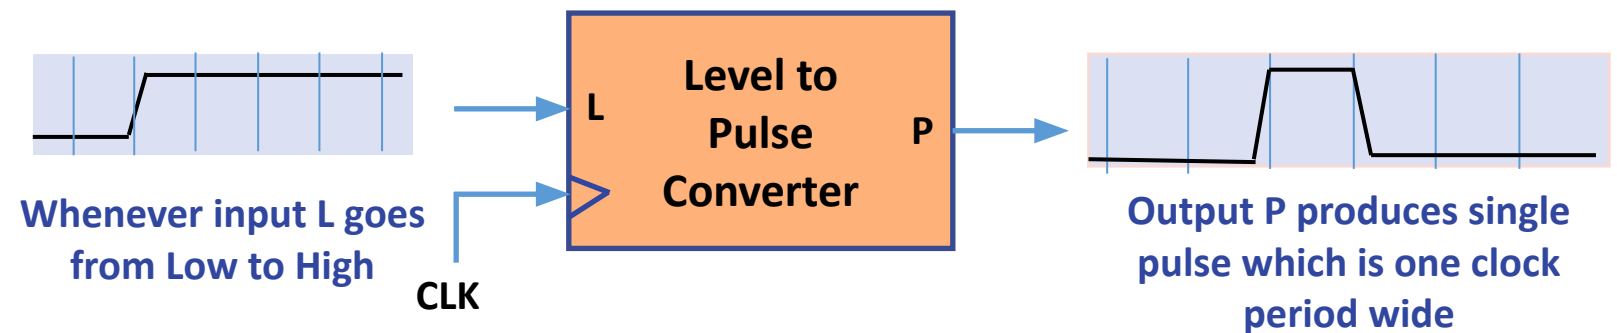 Whenever input L goes
from Low to High
L
CLK
Level to
Pulse
Converter
P
Output P produces single
pulse which is one clock
period wide